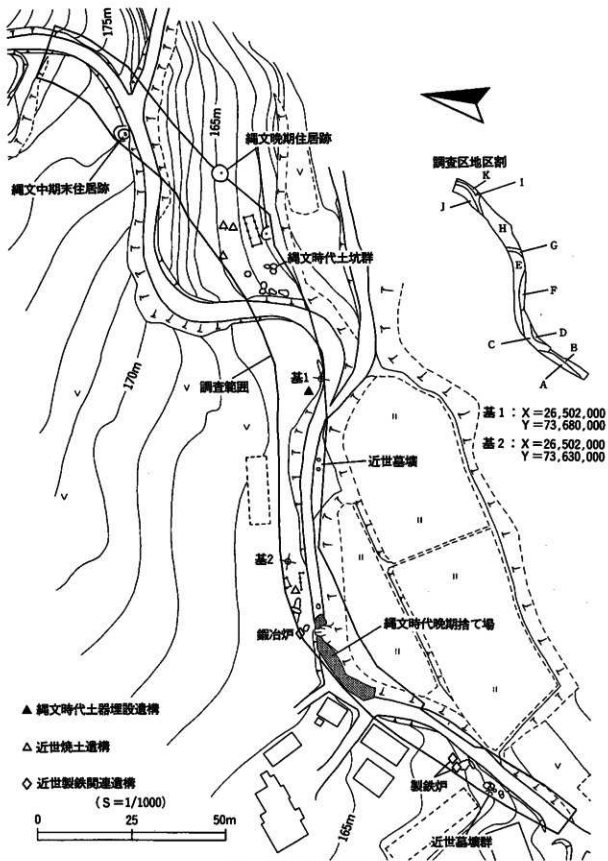 175m
165m
縄文晩期住居跡
縄文中期末住居跡
調査区地区割
K
I
J
H
G
E
F
D
C
B
A
縄文時代土坑群
170m
調査範囲
基1
基1：X＝26,502,000
Y＝73,680,000
基2：X＝26,502,000
Y＝73,630,000
近世墓壙
基2
鍛冶炉
縄文時代晩期捨て場
▲ 縄文時代土器埋設遺構
△ 近世焼土遺構
◇ 近世製鉄関連遺構
(S＝1/1000)
0 25 50m
165m
製鉄炉
近世墓壙群